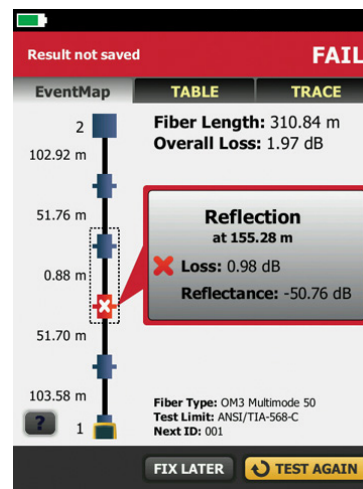 Result not saved
FAIL
EventMap
TABLE
TRACE
2
102.92 m
51.76 m
0.88 m
51.70 m
103.58 m
?
1
Fiber Length: 310.84 m
Overall Loss: 1.97 dB
Reflection
at 155.28 m
Loss: 0.98 dB
Reflectance: -50.76 dB
Fiber Type: OM3 Multimode 50
Test Limit: ANSI/TIA-568-C
Next ID: 001
FIX LATER
TEST AGAIN